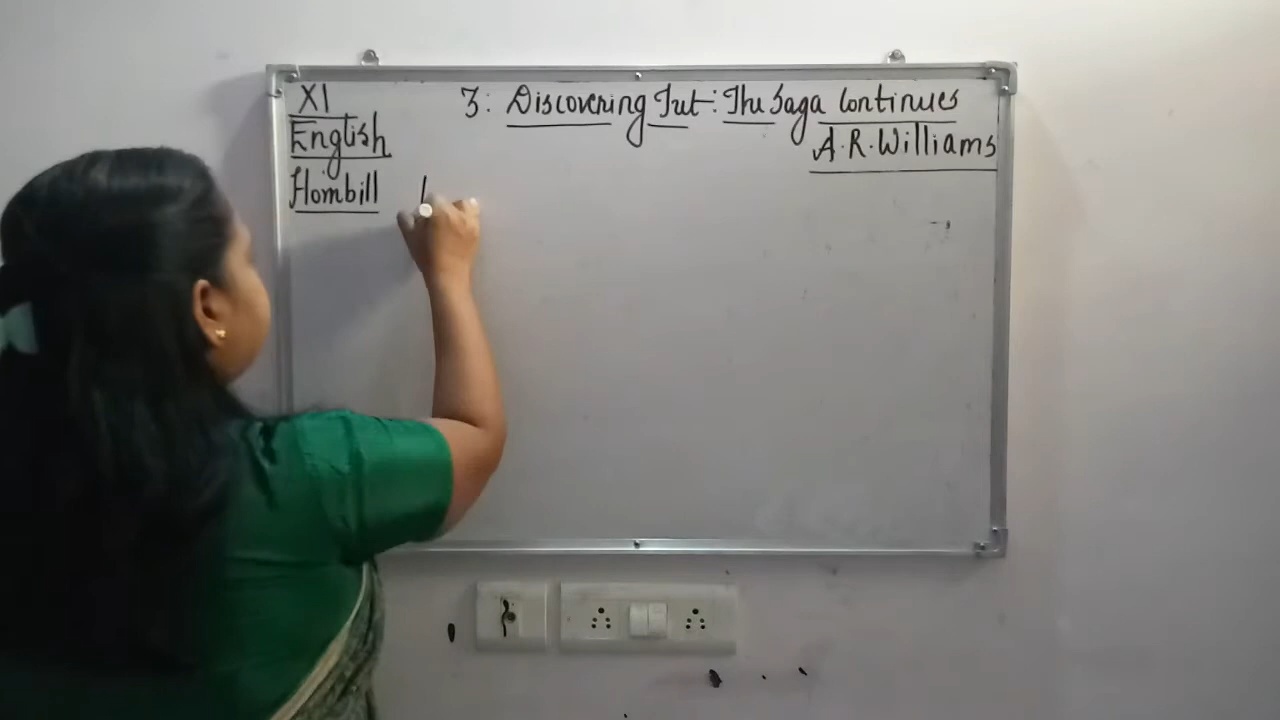 XI
English
Hornbill
3: Discovering Tut: The Saga Continues
A.R.Williams